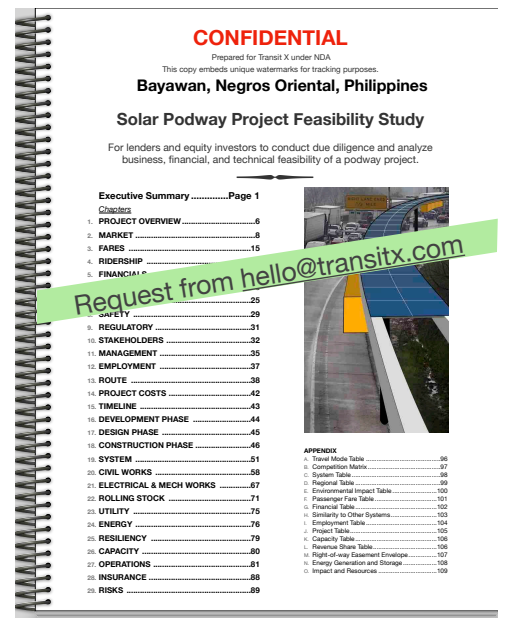 CONFIDENTIAL
Prepared for Transit X under NDA
This copy embeds unique watermarks for tracking purposes.
Bayawan, Negros Oriental, Philippines
Solar Podway Project Feasibility Study
For lenders and equity investors to conduct due diligence and analyze
business, financial, and technical feasibility of a podway project.
Executive Summary ..............Page 1
Chapters
1. PROJECT OVERVIEW ...................................6
2. MARKET ...................................8
3. FARES ...................................15
4. RIDERSHIP
5. FINANCIALS
Request from hello@transitx.com
25
SAFETY ...................................29
9. REGULATORY ...................................31
10. STAKEHOLDERS ...................................32
11. MANAGEMENT ...................................35
12. EMPLOYMENT ...................................37
13. ROUTE ...................................38
14. PROJECT COSTS ...................................42
15. TIMELINE ...................................43
16. DEVELOPMENT PHASE ...................................44
17. DESIGN PHASE ...................................45
18. CONSTRUCTION PHASE ...................................46
19. SYSTEM ...................................51
20. CIVIL WORKS ...................................58
21. ELECTRICAL & MECH WORKS ............67
22. ROLLING STOCK ...................................71
23. UTILITY ...................................75
24. ENERGY ...................................76
25. RESILIENCY ...................................79
26. CAPACITY ...................................80
27. OPERATIONS ...................................81
28. INSURANCE ...................................88
29. RISKS ...................................89
APPENDIX
A. Travel Mode Table ...................................96
B. Competition Matrix ...................................97
C. System Table ...................................98
D. Regional Table ...................................99
E. Environmental Impact Table ...................100
F. Passenger Fare Table ...................101
G. Financial Table ...................102
H. Similarity to Other Systems ...................103
I. Employment Table ...................104
J. Project Table ...................105
K. Capacity Table ...................106
L. Revenue Share Table ...................106
M. Right-of-way Easement Envelope ............107
N. Energy Generation and Storage ............108
O. Impact and Resources ...................109